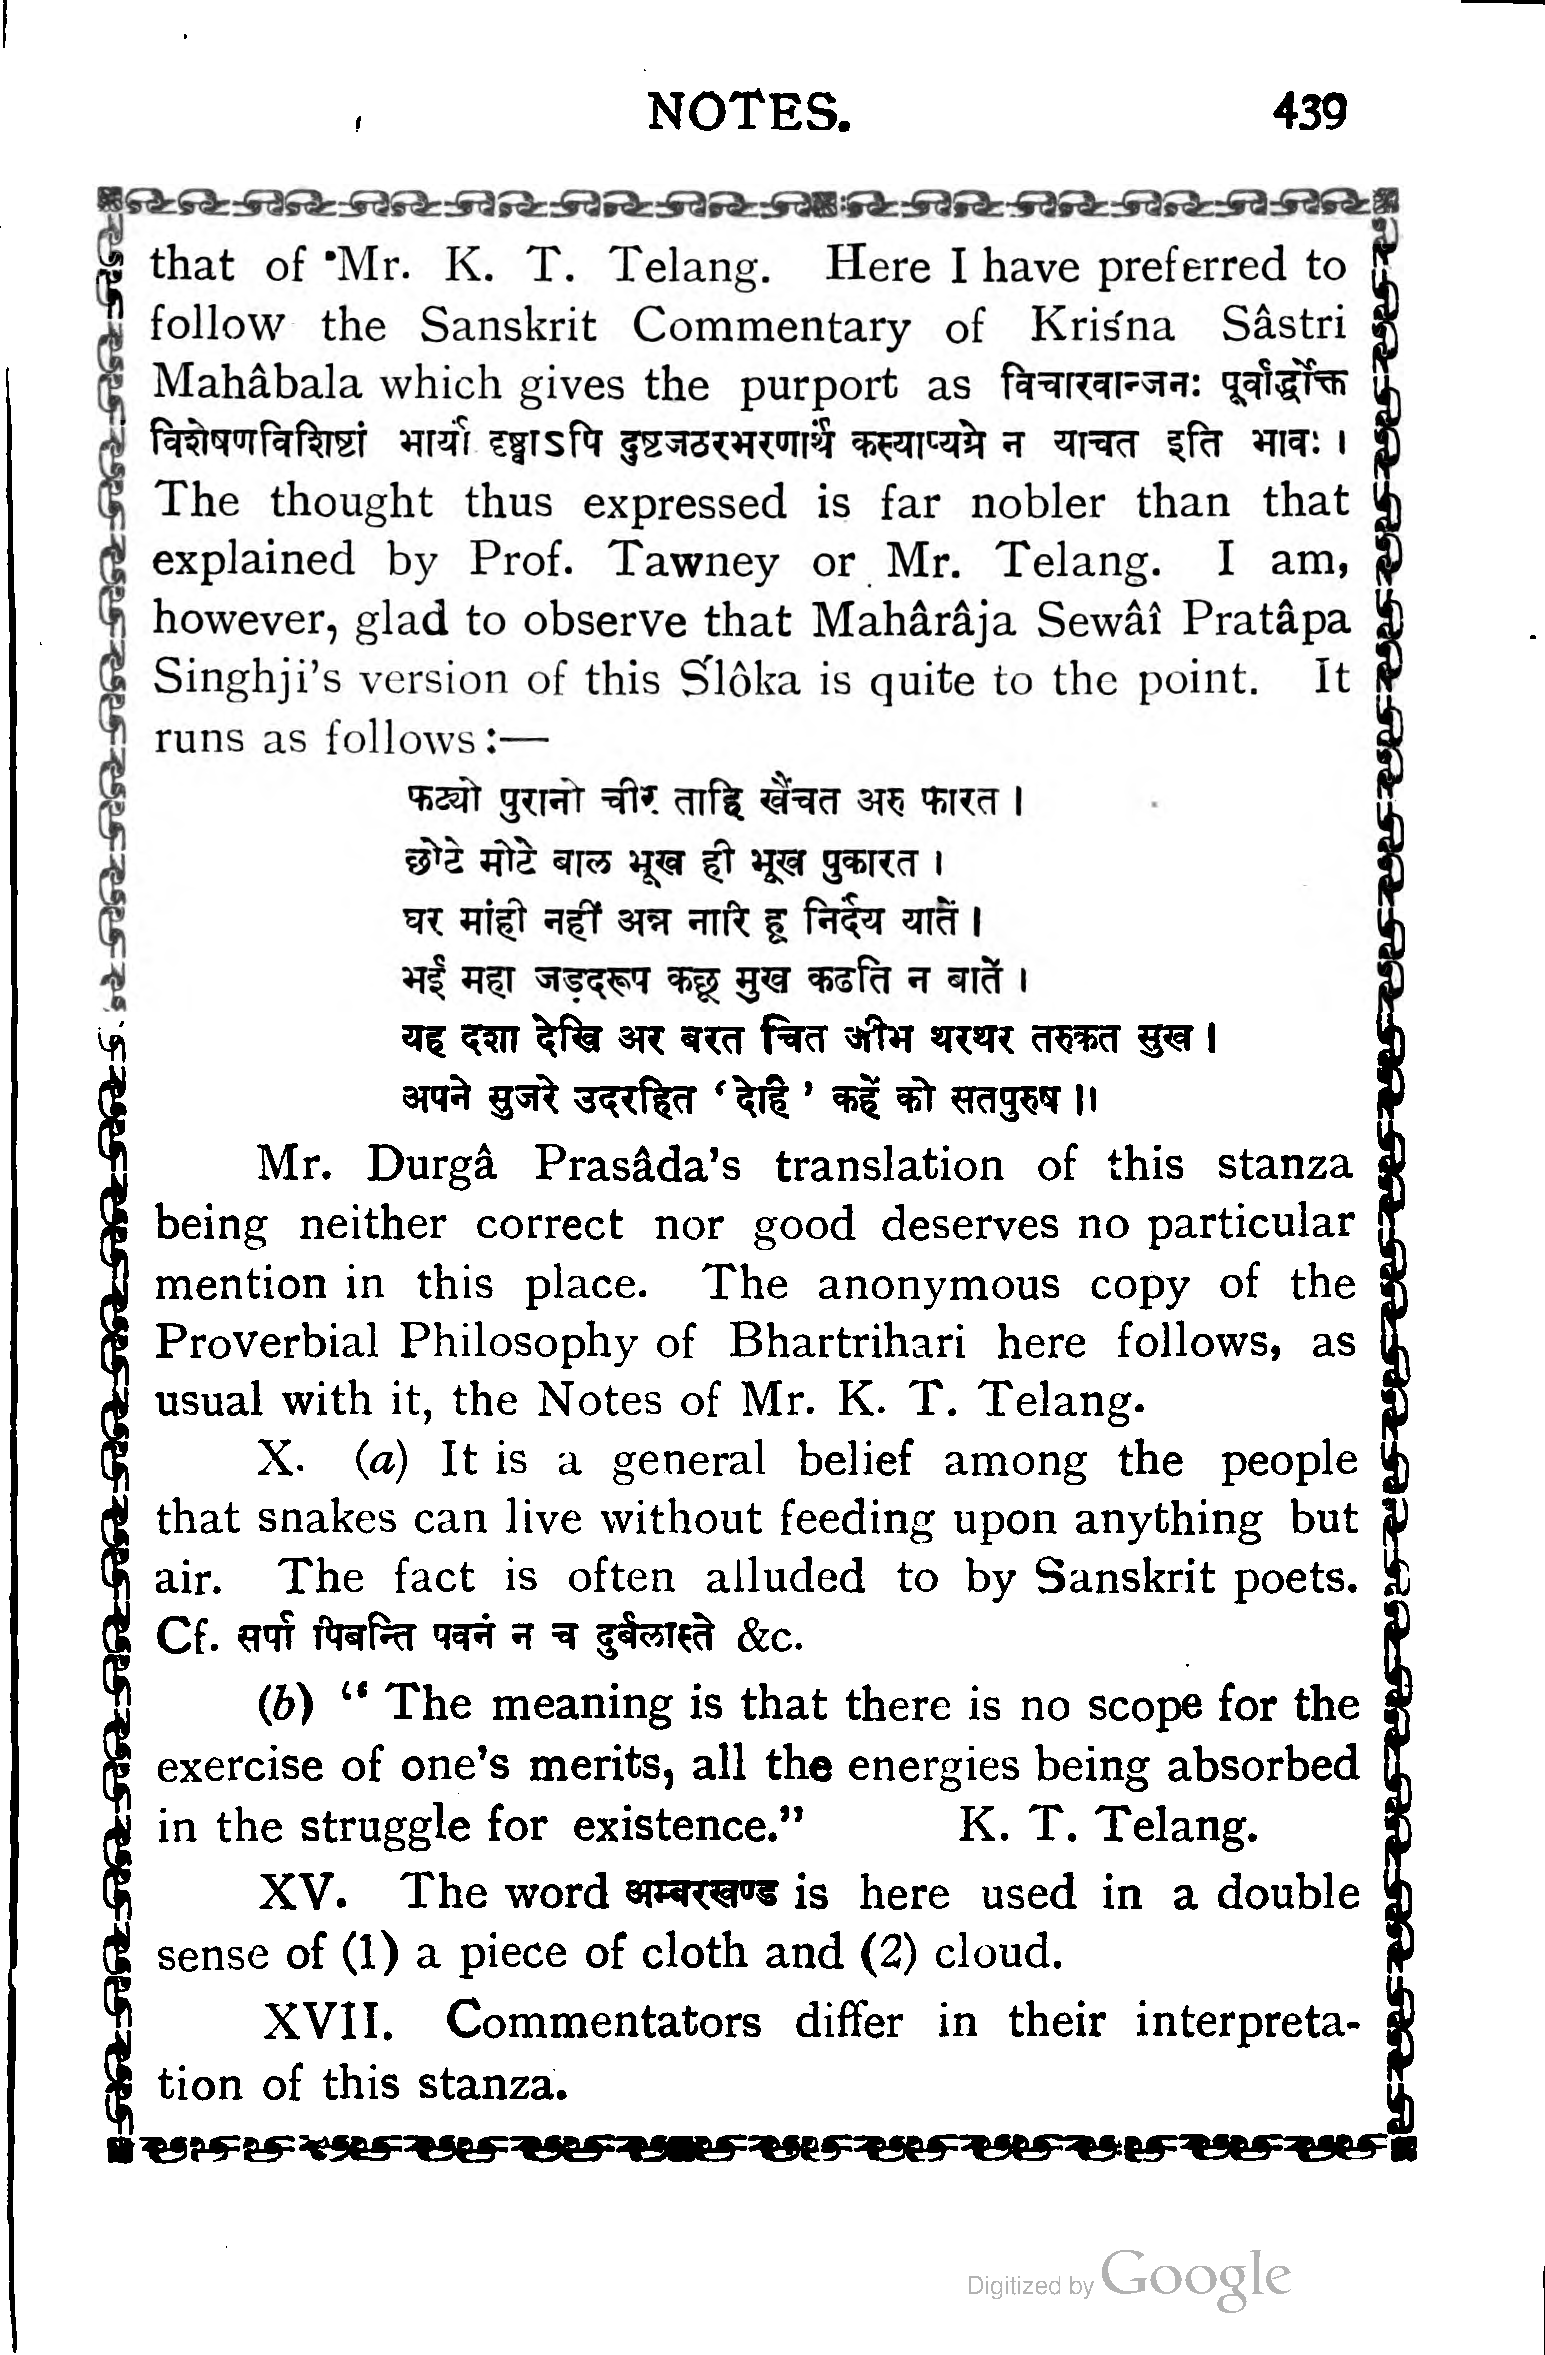 NOTES. 439
that of Mr. K. T. Telang. Here I have preferred to
follow the Sanskrit Commentary of Kriśna Sâstri
Mahâbala which gives the purport as विचारवान्जनः पूर्वार्द्धोक्त
विशेषणविशिष्टां भार्यां दृष्ट्वाऽपि दुष्टजठरभरणार्थं कस्याप्यग्रे न याचत इति भावः ।
The thought thus expressed is far nobler than that
explained by Prof. Tawney or Mr. Telang. I am,
however, glad to observe that Mahârâja Sewâî Pratâpa
Singhji's version of this Ślôka is quite to the point. It
runs as follows :—
फट्यो पुरानो चीर ताहि खैंचत अरु फारत ।
छोटे मोटे बाल भूख ही भूख पुकारत ।
घर मांही नहीं अन्न नारि हू निर्दय यातें ।
भई महा जड़दरूप कछू मुख कढति न बातें ।
यह दशा देखि अर बरत चित जीभ थरथर तरुकत सुख ।
अपने सुजरे उदरहित ‘ देहि ’ कहें को सतपुरुष ॥
Mr. Durgâ Prasâda's translation of this stanza
being neither correct nor good deserves no particular
mention in this place. The anonymous copy of the
Proverbial Philosophy of Bhartrihari here follows, as
usual with it, the Notes of Mr. K. T. Telang.
X. (a) It is a general belief among the people
that snakes can live without feeding upon anything but
air. The fact is often alluded to by Sanskrit poets.
Cf. सर्पा पिबन्ति पवनं न च दुर्बलास्ते &c.
(b) “ The meaning is that there is no scope for the
exercise of one's merits, all the energies being absorbed
in the struggle for existence.” K. T. Telang.
XV. The word अम्बरखण्ड is here used in a double
sense of (1) a piece of cloth and (2) cloud.
XVII. Commentators differ in their interpreta-
tion of this stanza.
Digitized by Google